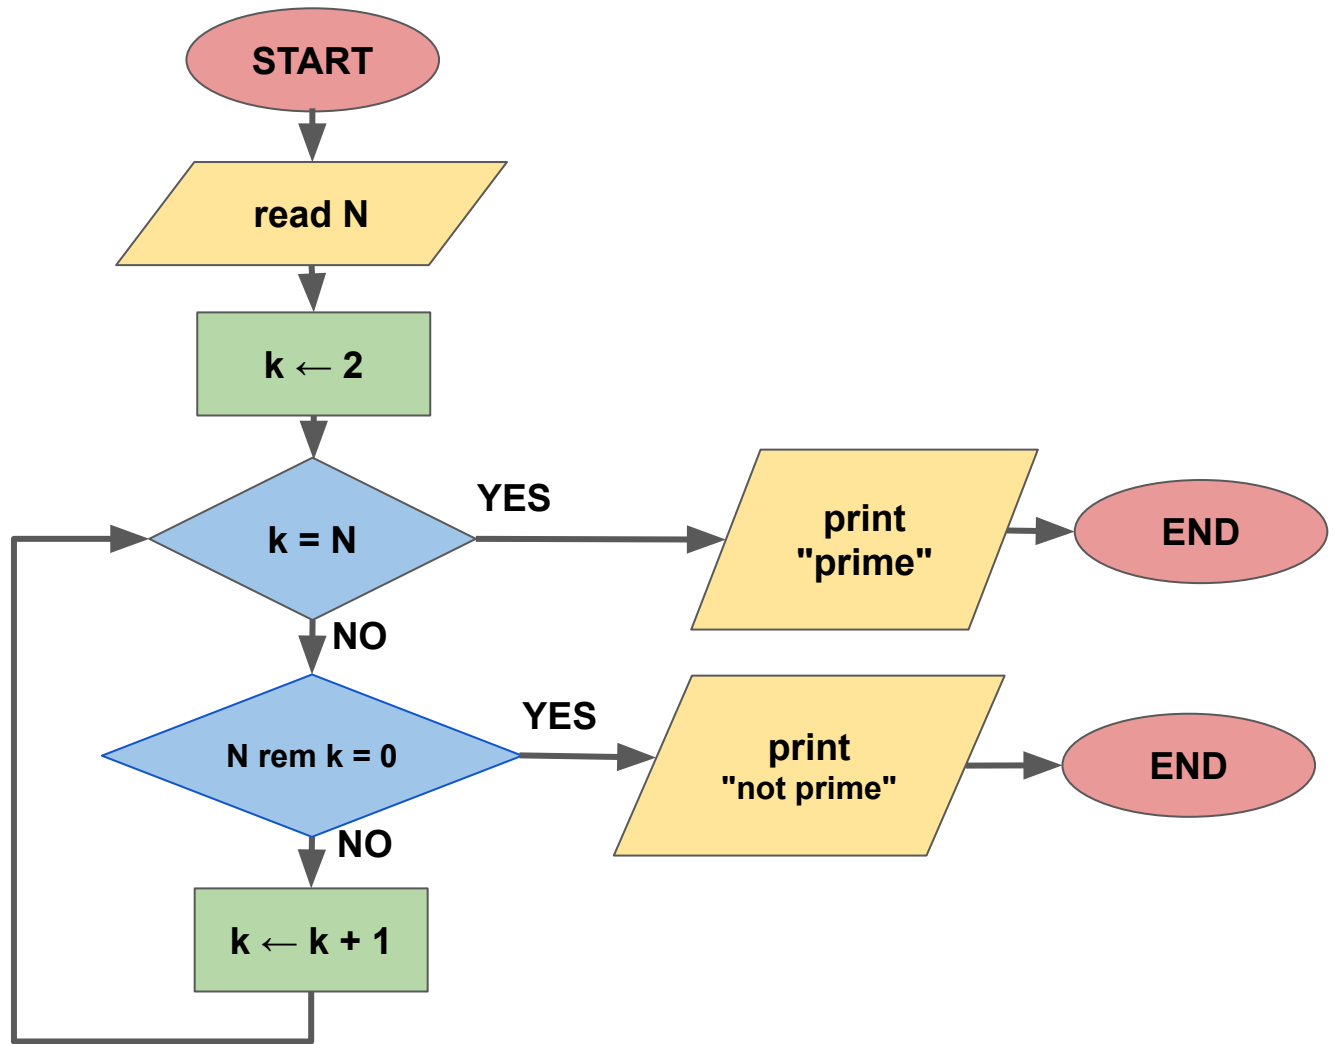 START
read N
k ← 2
k = N
YES
print
"prime"
END
NO
N rem k = 0
YES
print
"not prime"
END
NO
k ← k + 1